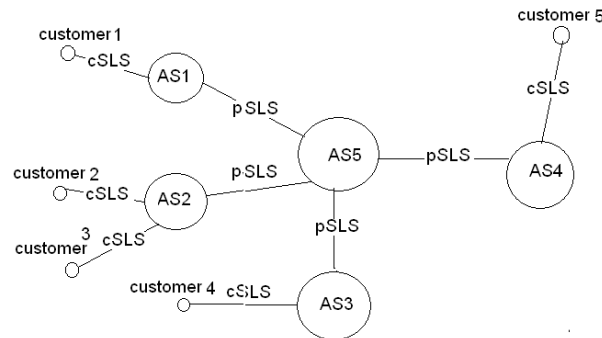 customer 1
cSLS
AS1
customer 5
cSLS
pSLS
AS5
pSLS
AS4
customer 2
cSLS
AS2
pSLS
customer 3
cSLS
pSLS
customer 4
cSLS
AS3